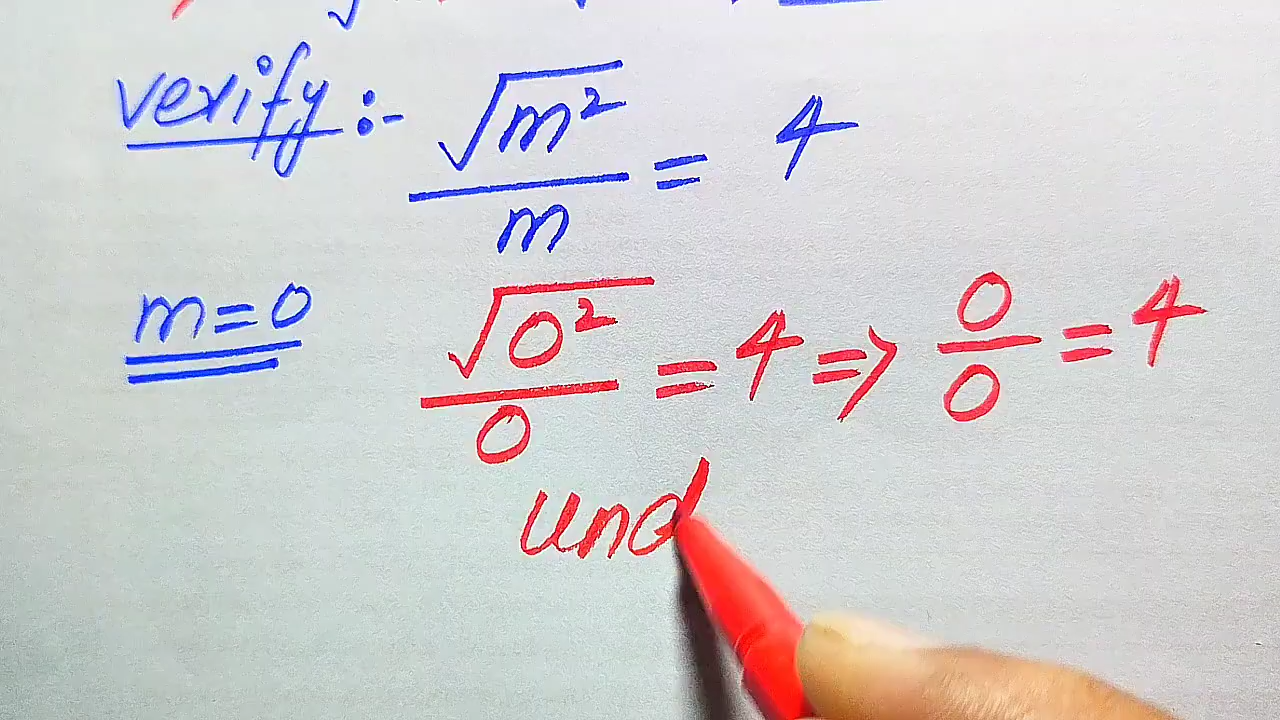 verify :- √m² / m = 4
m = 0 √0² / 0 = 4 ⇒ 0 / 0 = 4
und